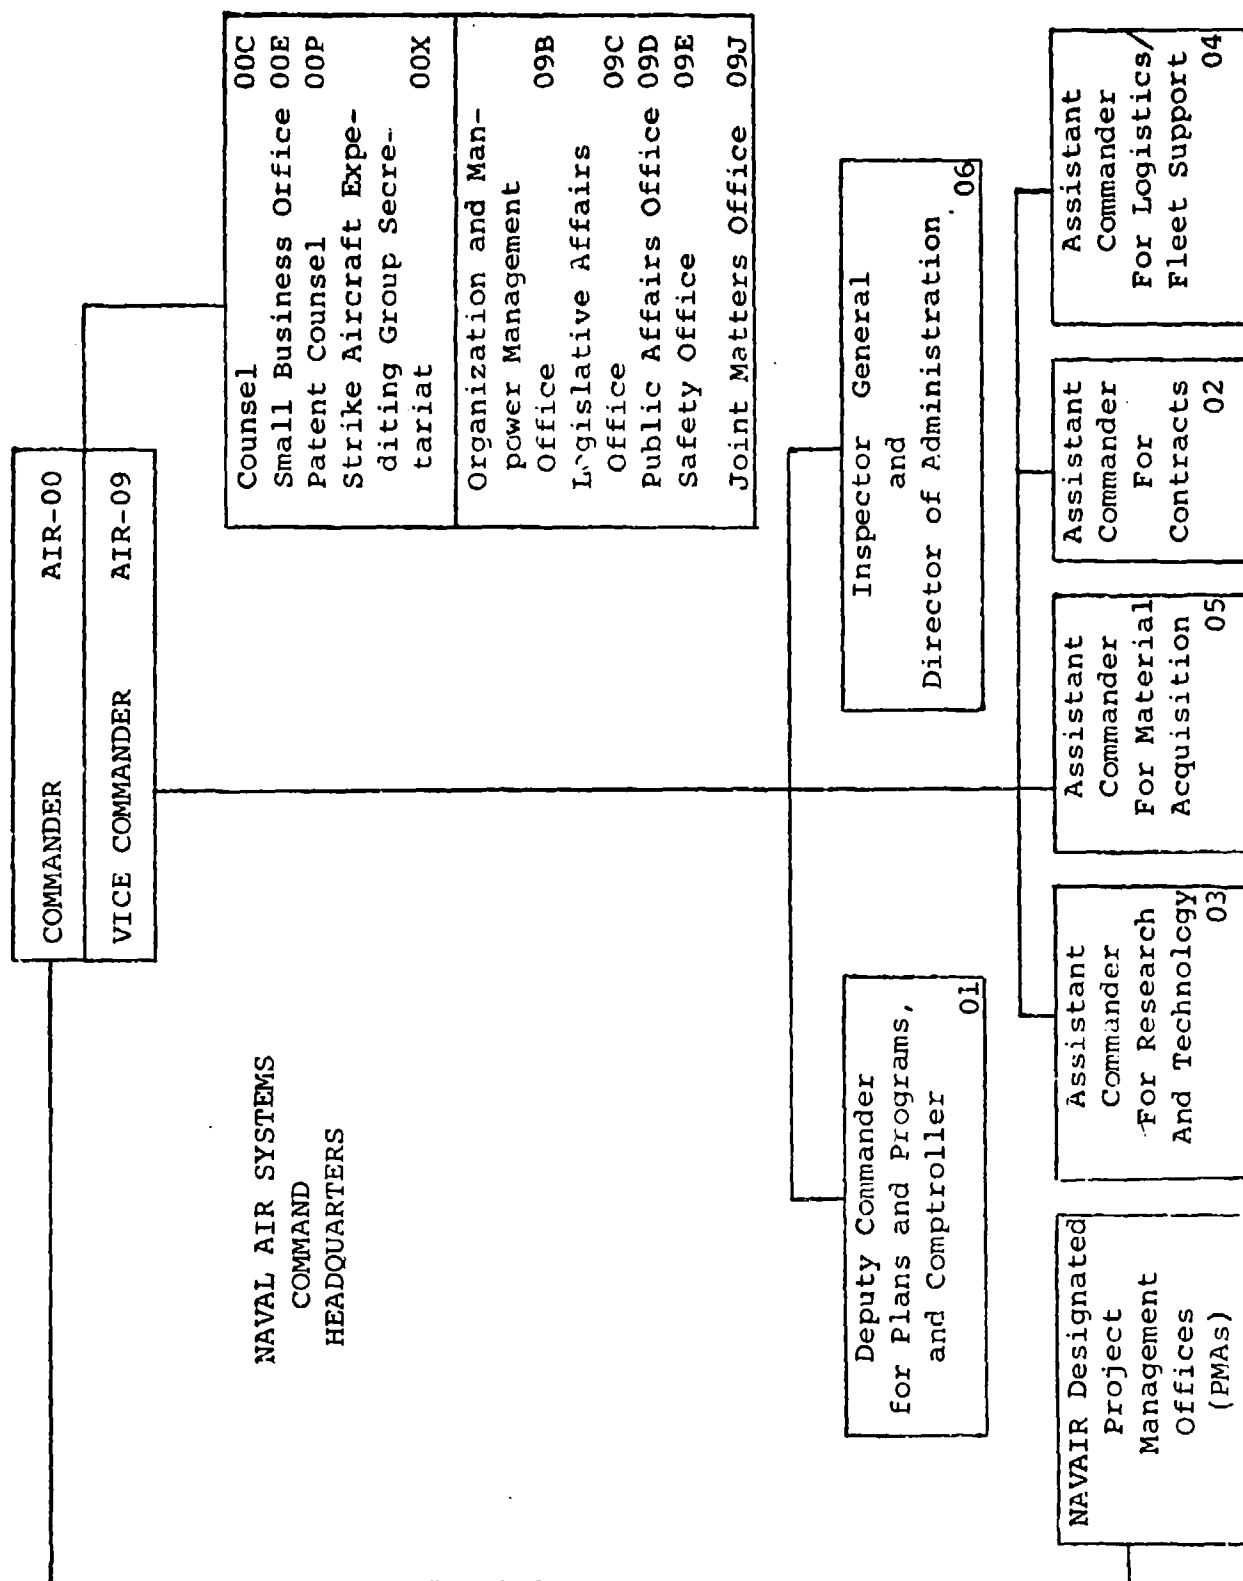 NAVAL AIR SYSTEMS
COMMAND
HEADQUARTERS
COMMANDER AIR-00
VICE COMMANDER AIR-09
Counsel 00C
Small Business Orfice 00E
Patent Counsel 00P
Strike Aircraft Expe-
diting Group Secre-
tariat 00X
Organization and Man-
power Management
Office 09B
Legislative Affairs
Office 09C
Public Affairs Office 09D
Safety Office 09E
Joint Matters Office 09J
Deputy Commander
for Plans and Programs,
and Comptroller
01
Inspector General
and
Director of Administration
06
NAVAIR Designated
Project
Management
Offices
(PMAs)
Assistant
Commander
For Research
And Technology
03
Assistant
Commander
For Material
Acquisition
05
Assistant
Commander
For
Contracts
02
Assistant
Commander
For Logistics/
Fleet Support
04